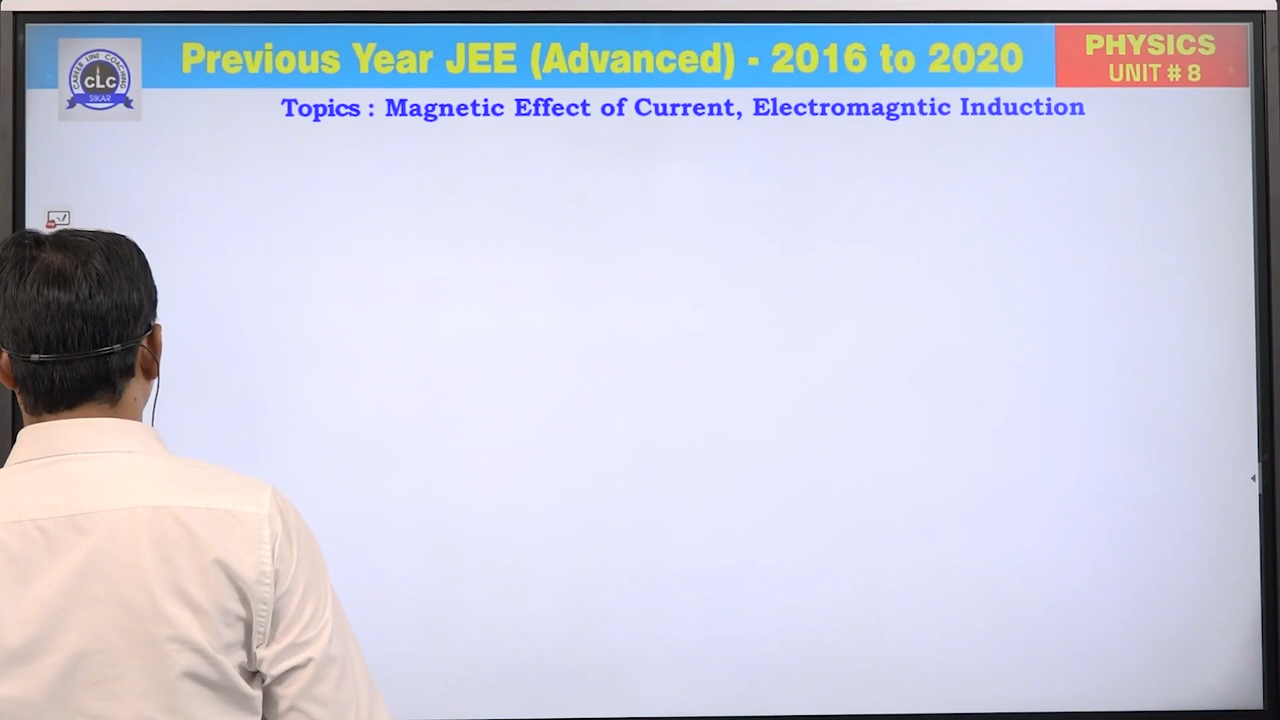 Previous Year JEE (Advanced) - 2016 to 2020
PHYSICS
UNIT # 8
CAREER LINE COACHING
CLC
SIKAR
Topics : Magnetic Effect of Current, Electromagntic Induction